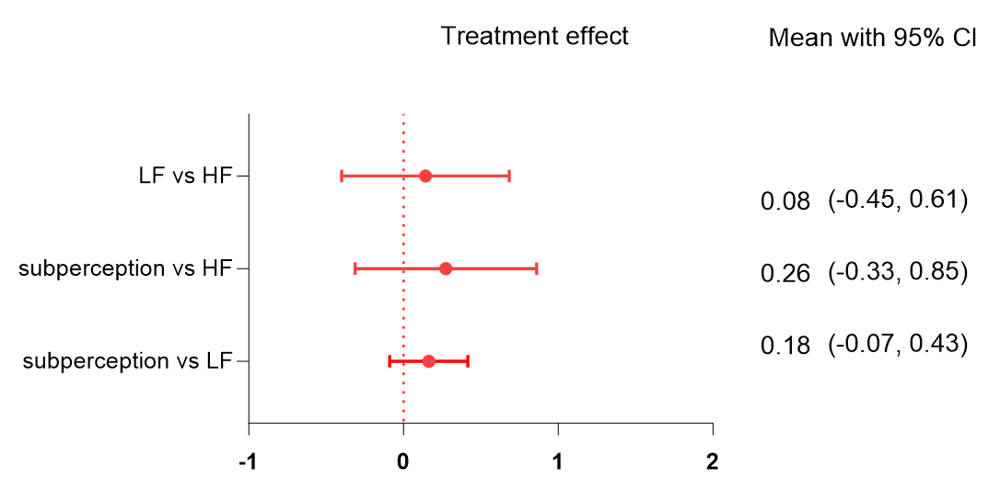 Treatment effect
Mean with 95% CI
LF vs HF
0.08 (-0.45, 0.61)
subperception vs HF
0.26 (-0.33, 0.85)
subperception vs LF
0.18 (-0.07, 0.43)
-1 0 1 2